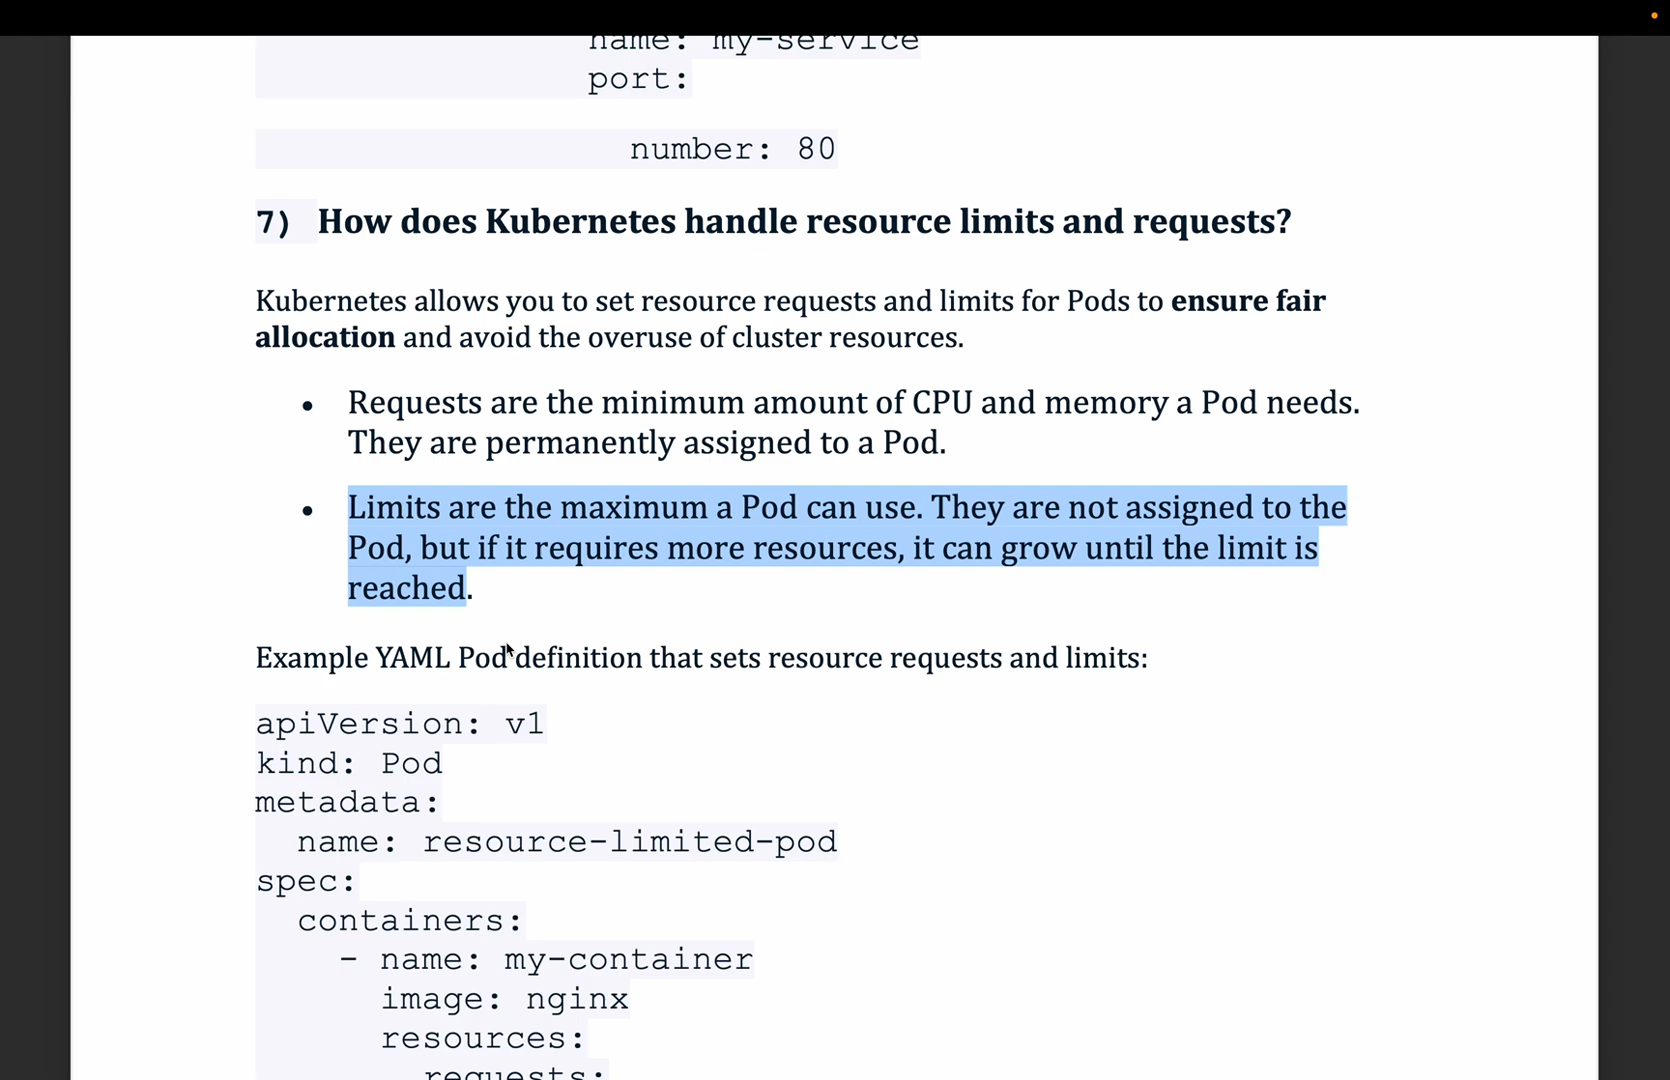 name: my-service
port:
number: 80
7) How does Kubernetes handle resource limits and requests?
Kubernetes allows you to set resource requests and limits for Pods to ensure fair
allocation and avoid the overuse of cluster resources.
• Requests are the minimum amount of CPU and memory a Pod needs.
They are permanently assigned to a Pod.
• Limits are the maximum a Pod can use. They are not assigned to the
Pod, but if it requires more resources, it can grow until the limit is
reached.
Example YAML Pod definition that sets resource requests and limits:
apiVersion: v1
kind: Pod
metadata:
name: resource-limited-pod
spec:
containers:
- name: my-container
image: nginx
resources:
requests: